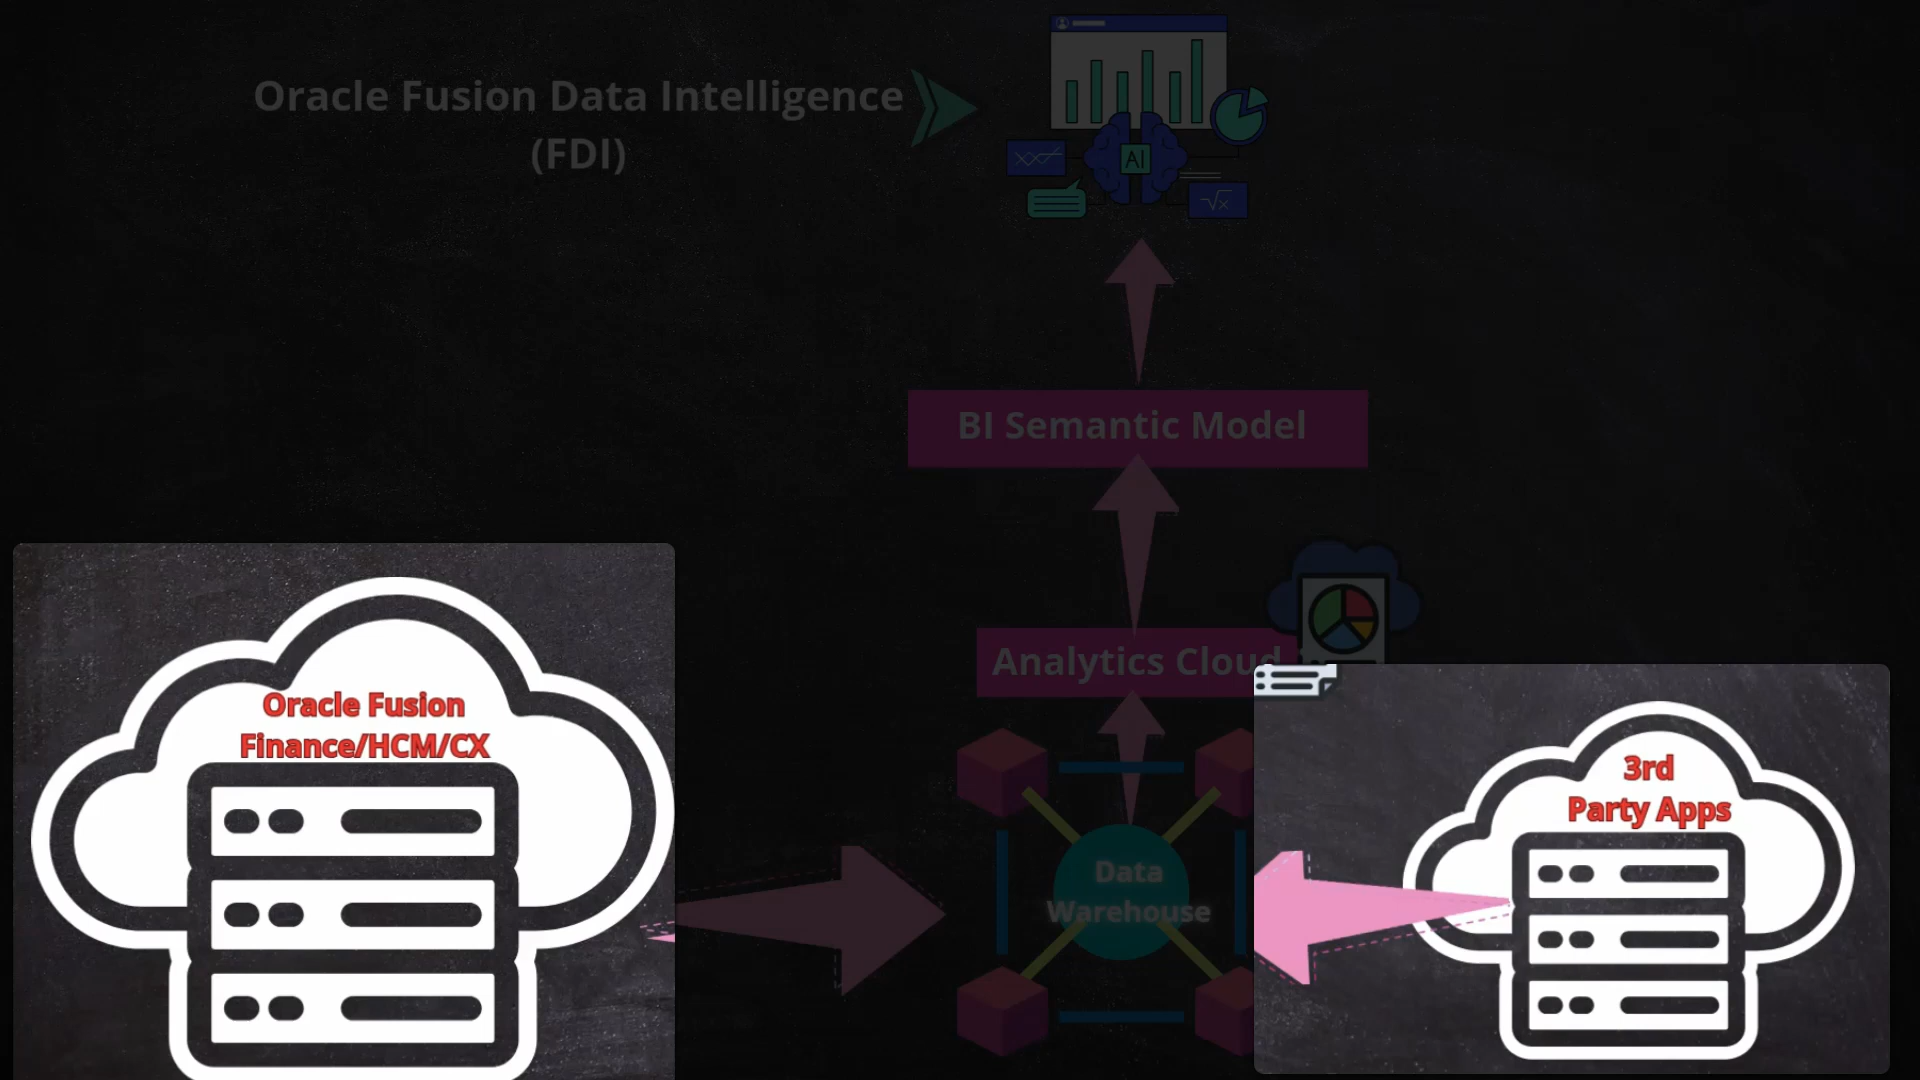 Oracle Fusion Data Intelligence
(FDI)
AI
√x
BI Semantic Model
Analytics Cloud
Oracle Fusion
Finance/HCM/CX
3rd
Party Apps
Data
Warehouse